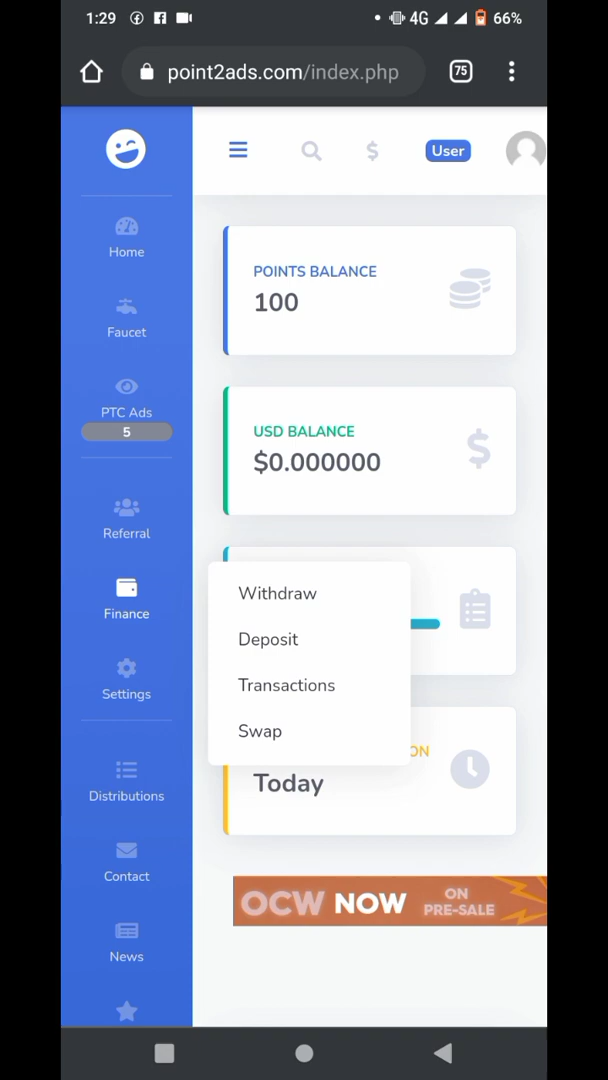 1:29
4G
66%
point2ads.com/index.php
75
User
Home
Faucet
PTC Ads
5
Referral
Finance
Settings
Distributions
Contact
News
POINTS BALANCE
100
USD BALANCE
$0.000000
Withdraw
Deposit
Transactions
Swap
ON
Today
OCW NOW ON PRE-SALE